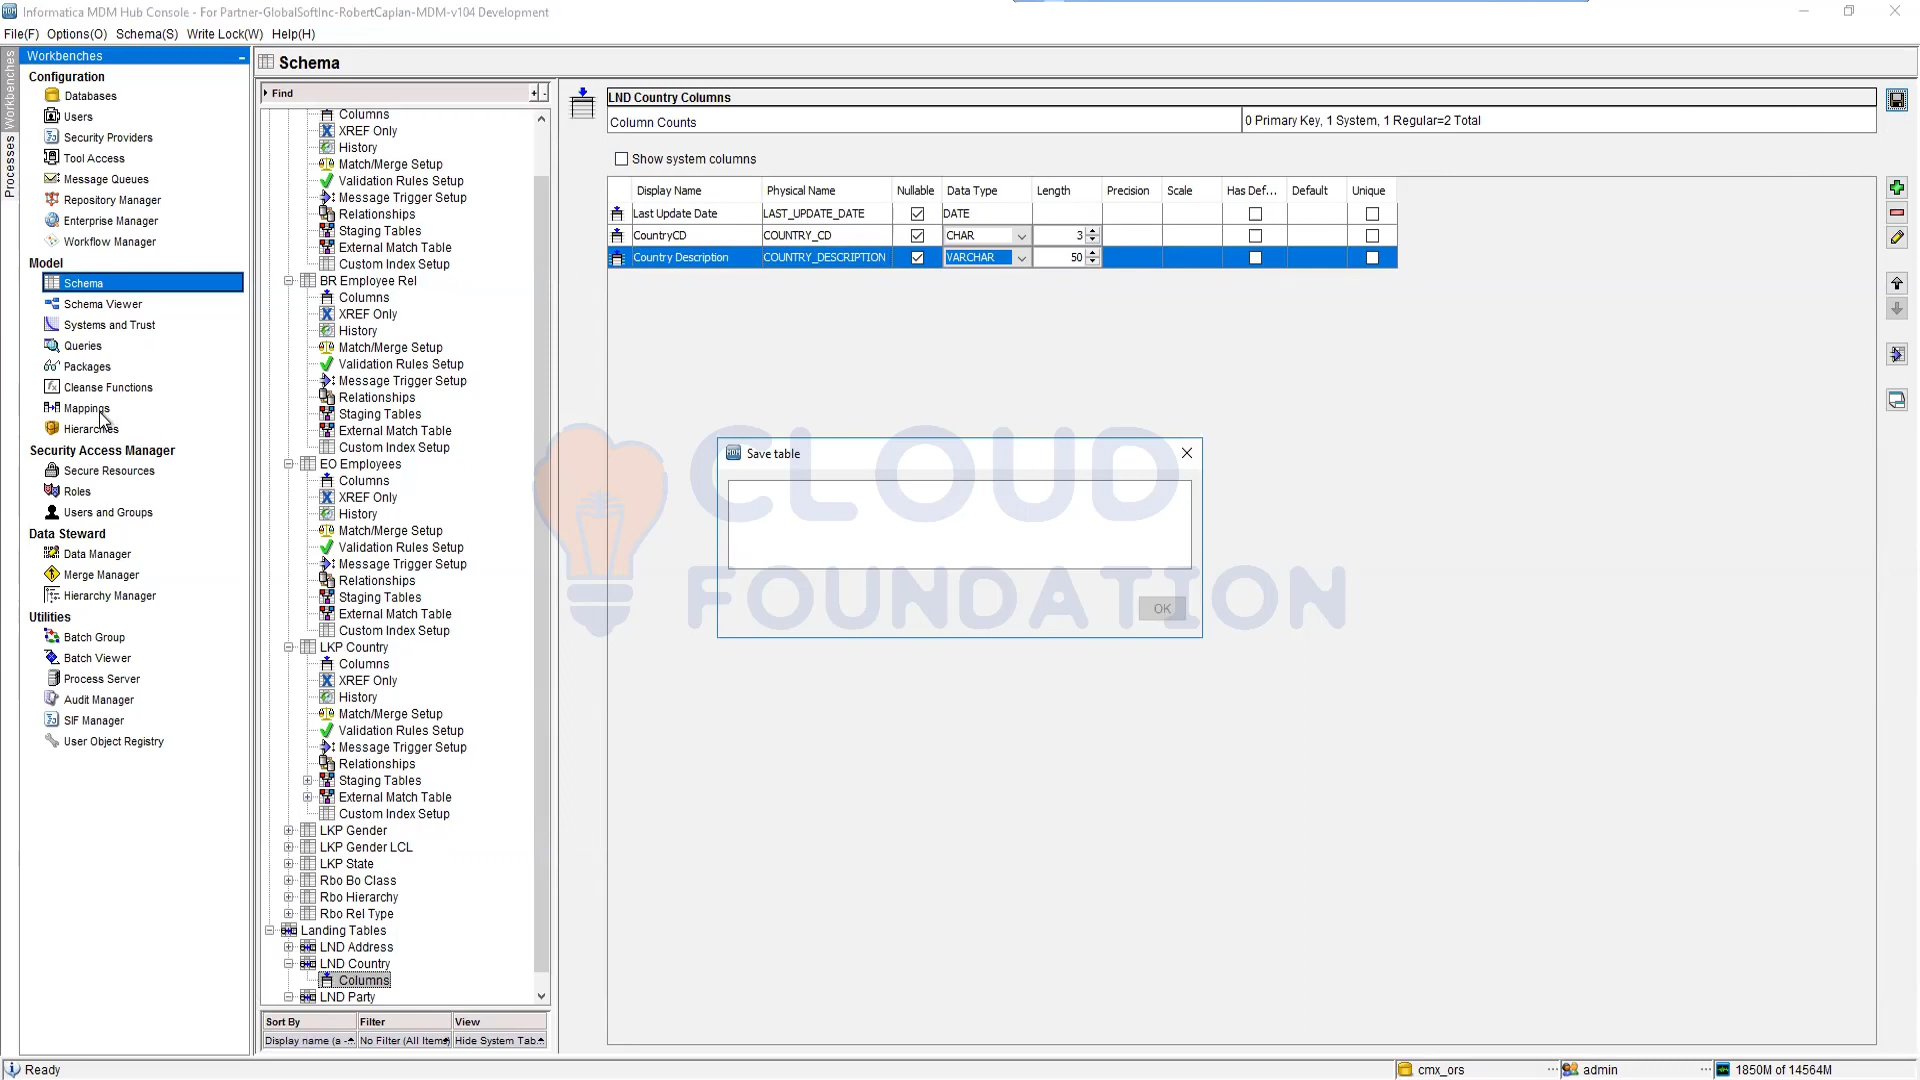 Informatica MDM Hub Console - For Partner-GlobalSoftInc-RobertCaplan-MDM-v104 Development
File(F) Options(O) Schema(S) Write Lock(W) Help(H)
Workbenches
Processes
Workbenches
Configuration
Databases
Users
Security Providers
Tool Access
Message Queues
Repository Manager
Enterprise Manager
Workflow Manager
Model
Schema
Schema Viewer
Systems and Trust
Queries
Packages
Cleanse Functions
Mappings
Hierarchies
Security Access Manager
Secure Resources
Roles
Users and Groups
Data Steward
Data Manager
Merge Manager
Hierarchy Manager
Utilities
Batch Group
Batch Viewer
Process Server
Audit Manager
SIF Manager
User Object Registry
Schema
Find
Columns
XREF Only
History
Match/Merge Setup
Validation Rules Setup
Message Trigger Setup
Relationships
Staging Tables
External Match Table
Custom Index Setup
BR Employee Rel
Columns
XREF Only
History
Match/Merge Setup
Validation Rules Setup
Message Trigger Setup
Relationships
Staging Tables
External Match Table
Custom Index Setup
EO Employees
Columns
XREF Only
History
Match/Merge Setup
Validation Rules Setup
Message Trigger Setup
Relationships
Staging Tables
External Match Table
Custom Index Setup
LKP Country
Columns
XREF Only
History
Match/Merge Setup
Validation Rules Setup
Message Trigger Setup
Relationships
Staging Tables
External Match Table
Custom Index Setup
LKP Gender
LKP Gender LCL
LKP State
Rbo Bo Class
Rbo Hierarchy
Rbo Rel Type
Landing Tables
LND Address
LND Country
Columns
LND Party
Sort By Filter View
Display name (a - No Filter (All Items) Hide System Tab
LND Country Columns
Column Counts 0 Primary Key, 1 System, 1 Regular=2 Total
Show system columns
Display Name Physical Name Nullable Data Type Length Precision Scale Has Def... Default Unique
Last Update Date LAST_UPDATE_DATE DATE
CountryCD COUNTRY_CD CHAR 3
Country Description COUNTRY_DESCRIPTION VARCHAR 50
Save table
OK
CLOUD
FOUNDATION
Ready cmx_ors admin 1850M of 14564M